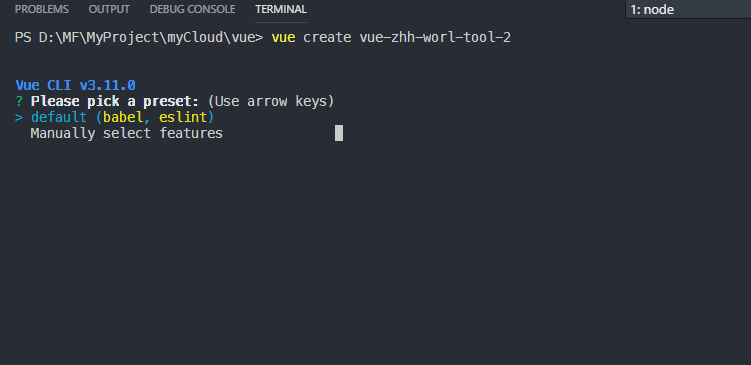 PROBLEMS OUTPUT DEBUG CONSOLE TERMINAL 1: node
PS D:\MF\MyProject\myCloud\vue> vue create vue-zhh-worl-tool-2
Vue CLI v3.11.0
? Please pick a preset: (Use arrow keys)
> default (babel, eslint)
Manually select features